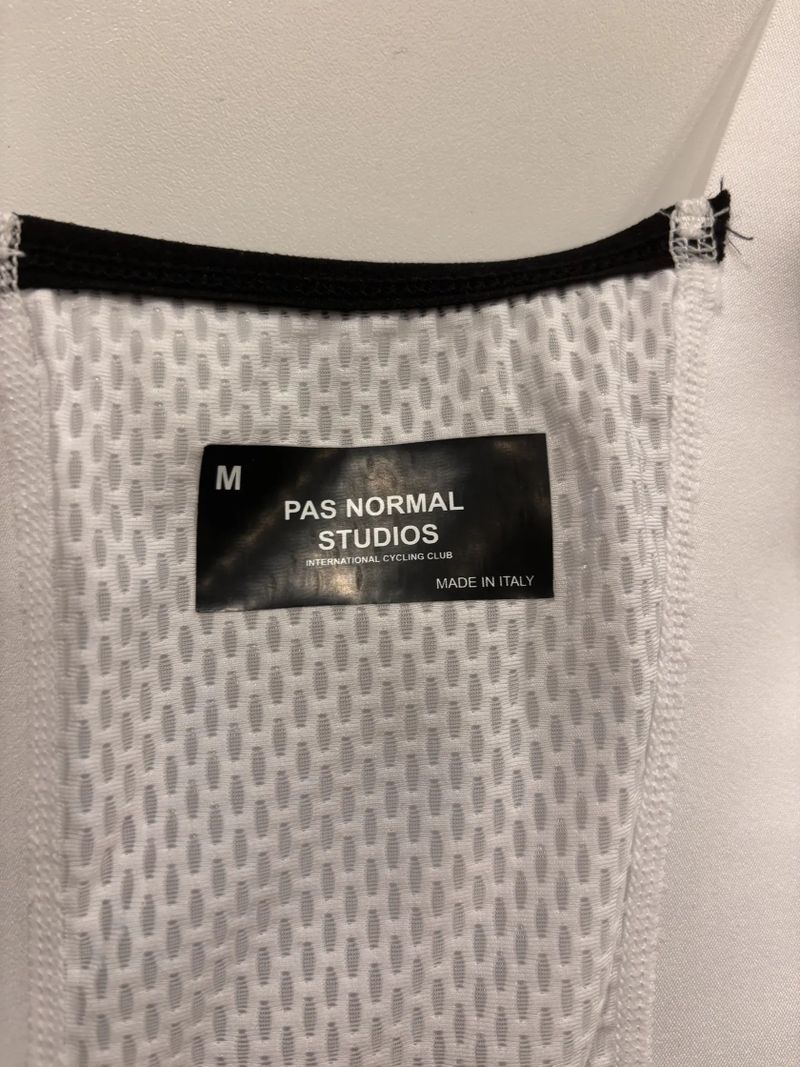 M
PAS NORMAL
STUDIOS
INTERNATIONAL CYCLING CLUB
MADE IN ITALY